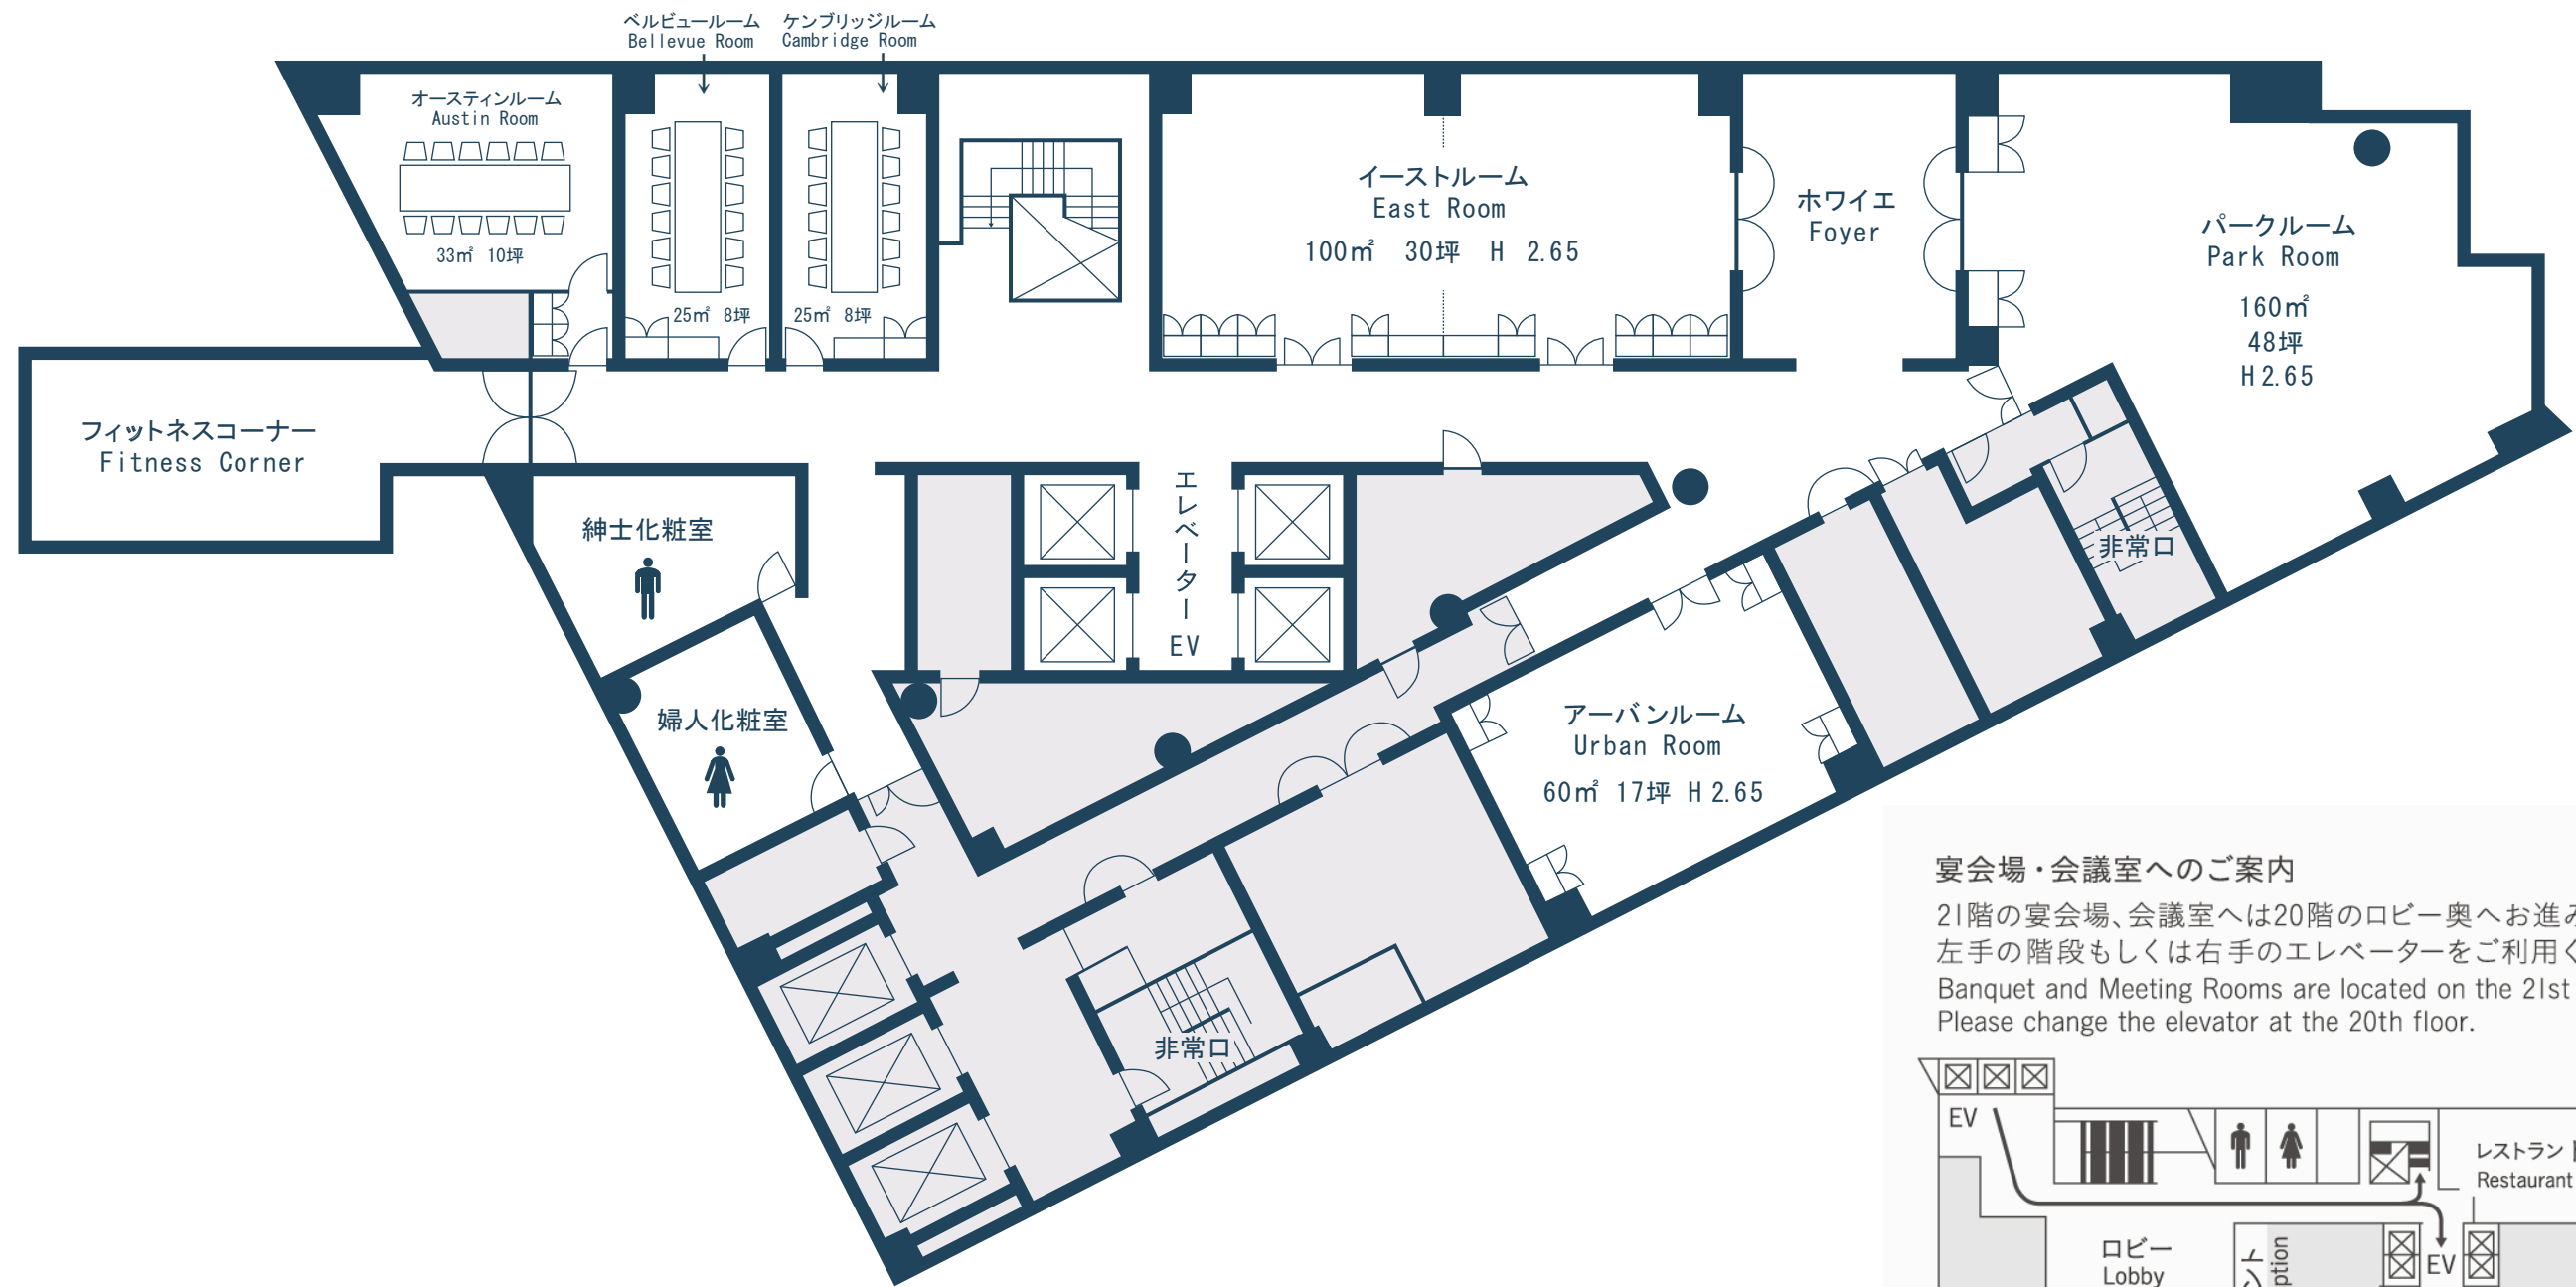 ベルビュールーム
Bellevue Room
ケンブリッジルーム
Cambridge Room
オースティンルーム
Austin Room
33㎡ 10坪
25㎡ 8坪
25㎡ 8坪
イーストルーム
East Room
100㎡ 30坪 H 2.65
ホワイエ
Foyer
パークルーム
Park Room
160㎡
48坪
H 2.65
フィットネスコーナー
Fitness Corner
紳士化粧室
エレベーター
EV
非常口
婦人化粧室
アーバンルーム
Urban Room
60㎡ 17坪 H 2.65
非常口
宴会場・会議室へのご案内
21階の宴会場、会議室へは20階のロビー奥へお進み
左手の階段もしくは右手のエレベーターをご利用く
Banquet and Meeting Rooms are located on the 21st
Please change the elevator at the 20th floor.
EV
レストラン
Restaurant
ロビー
Lobby
ント
ption
EV